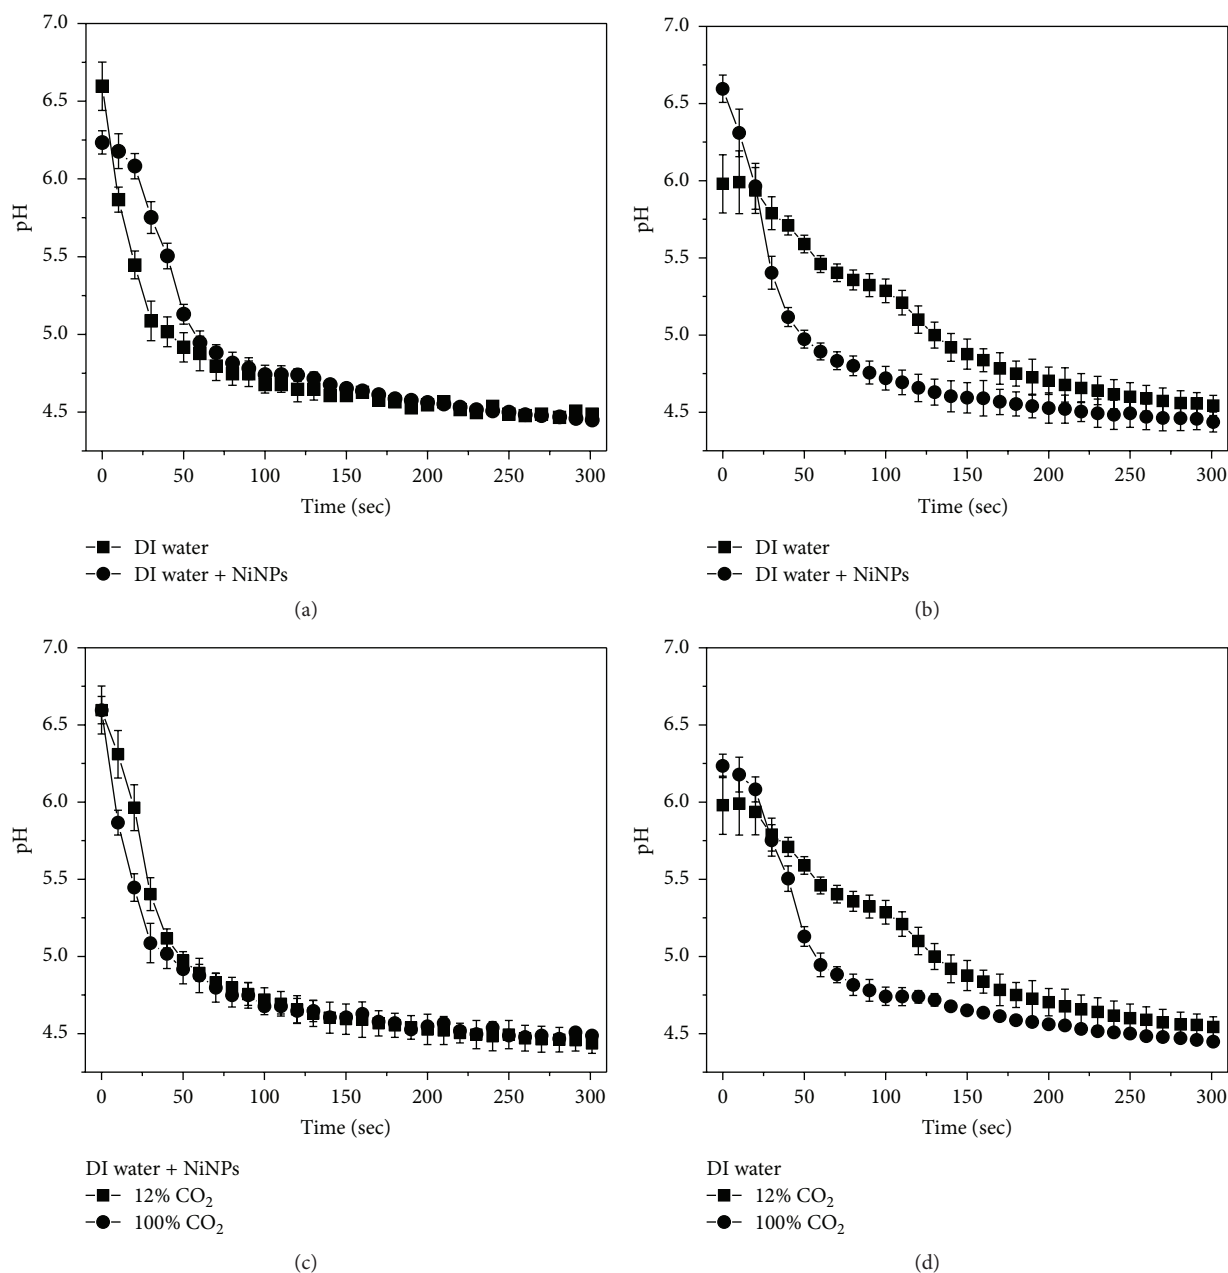 7.0
6.5
6.0
5.5
5.0
4.5
pH
0 50 100 150 200 250 300
Time (sec)
DI water
DI water + NiNPs
(a)
7.0
6.5
6.0
5.5
5.0
4.5
pH
0 50 100 150 200 250 300
Time (sec)
DI water
DI water + NiNPs
(b)
7.0
6.5
6.0
5.5
5.0
4.5
pH
0 50 100 150 200 250 300
Time (sec)
DI water + NiNPs
12% CO₂
100% CO₂
(c)
7.0
6.5
6.0
5.5
5.0
4.5
pH
0 50 100 150 200 250 300
Time (sec)
DI water
12% CO₂
100% CO₂
(d)